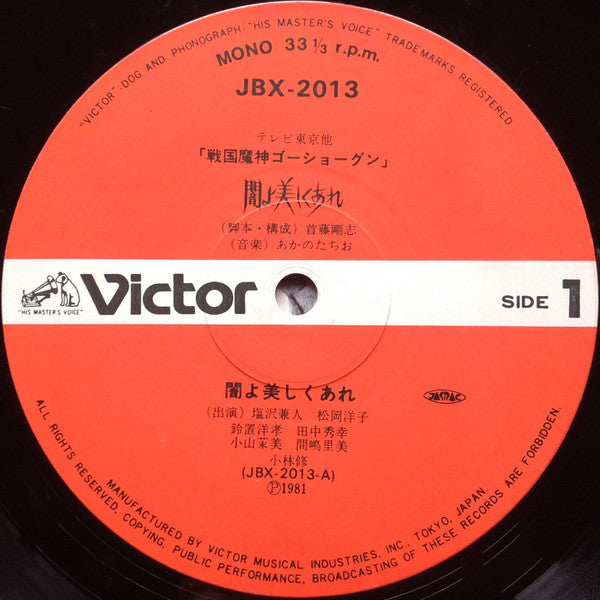 "VICTOR"-DOG AND PHONOGRAPH-"HIS MASTER'S VOICE" TRADEMARKS REGISTERED
MONO 33 1/3 r.p.m.
JBX-2013
テレビ東京他
「戦国魔神ゴーショーグン」
闇よ美しくあれ
(脚本・構成) 首藤剛志
(音楽) あかのたちお
"HIS MASTER'S VOICE"
Victor
SIDE 1
闇よ美しくあれ
(出演) 塩沢兼人 松岡洋子
鈴置洋孝 田中秀幸
小山茉美 間嶋里美
小林修
(JBX-2013-A)
Ⓟ1981
JASRAC
ALL RIGHTS RESERVED, COPYING, PUBLIC PERFORMANCE, BROADCASTING OF THESE RECORDS ARE FORBIDDEN.
MANUFACTURED BY VICTOR MUSICAL INDUSTRIES, INC., TOKYO, JAPAN.